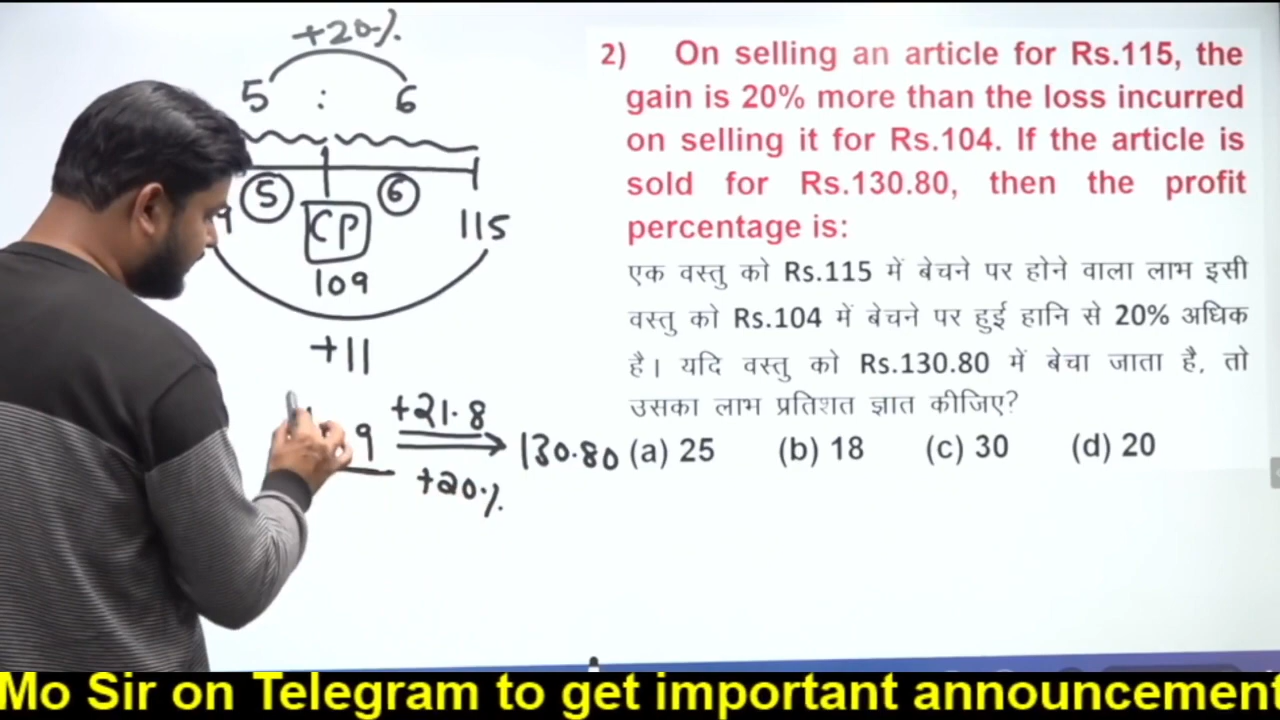 +20%
5 : 6
5 6
CP 115
109
+11
9 +21.8 130.80
+20%
2) On selling an article for Rs.115, the
gain is 20% more than the loss incurred
on selling it for Rs.104. If the article is
sold for Rs.130.80, then the profit
percentage is:
एक वस्तु को Rs.115 में बेचने पर होने वाला लाभ इसी
वस्तु को Rs.104 में बेचने पर हुई हानि से 20% अधिक
है। यदि वस्तु को Rs.130.80 में बेचा जाता है, तो
उसका लाभ प्रतिशत ज्ञात कीजिए?
(a) 25 (b) 18 (c) 30 (d) 20
Mo Sir on Telegram to get important announcement